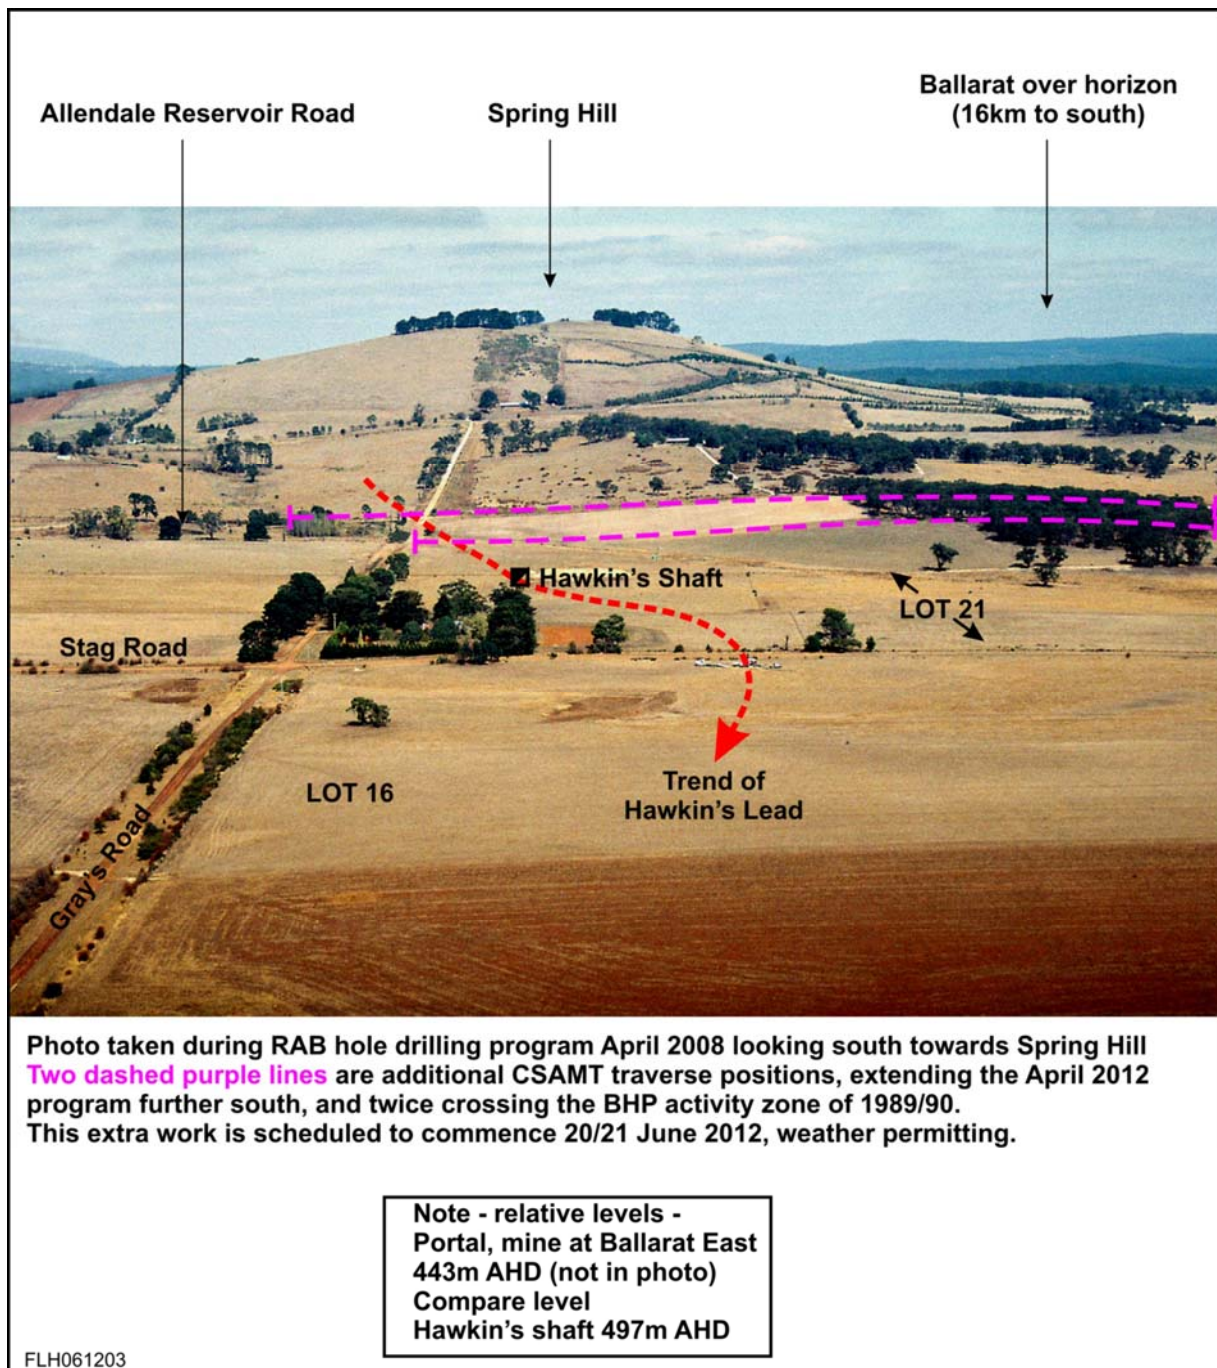 Allendale Reservoir Road
Spring Hill
Ballarat over horizon
(16km to south)
Hawkin's Shaft
LOT 21
Stag Road
LOT 16
Trend of
Hawkin's Lead
Gray's Road
Photo taken during RAB hole drilling program April 2008 looking south towards Spring Hill
Two dashed purple lines are additional CSAMT traverse positions, extending the April 2012
program further south, and twice crossing the BHP activity zone of 1989/90.
This extra work is scheduled to commence 20/21 June 2012, weather permitting.
Note - relative levels -
Portal, mine at Ballarat East
443m AHD (not in photo)
Compare level
Hawkin's shaft 497m AHD
FLH061203